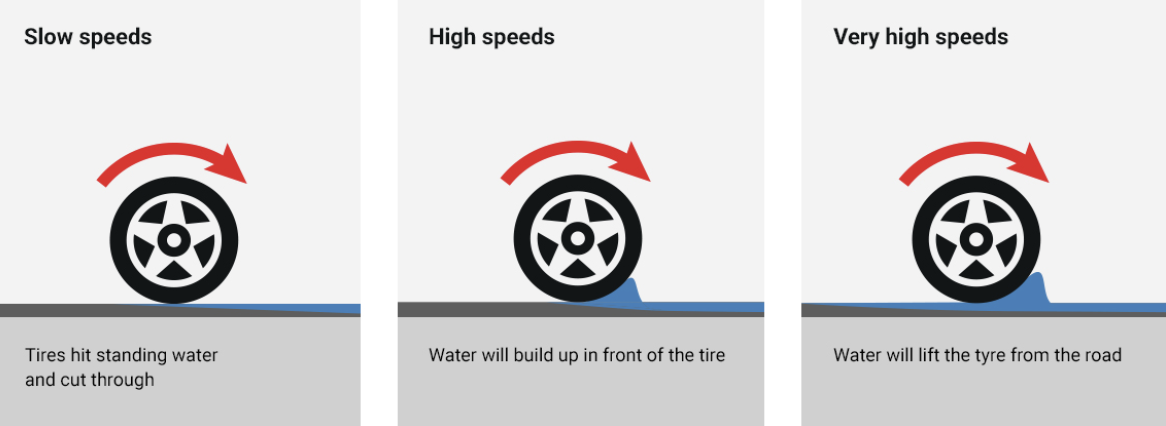 Slow speeds
Tires hit standing water
and cut through
High speeds
Water will build up in front of the tire
Very high speeds
Water will lift the tyre from the road